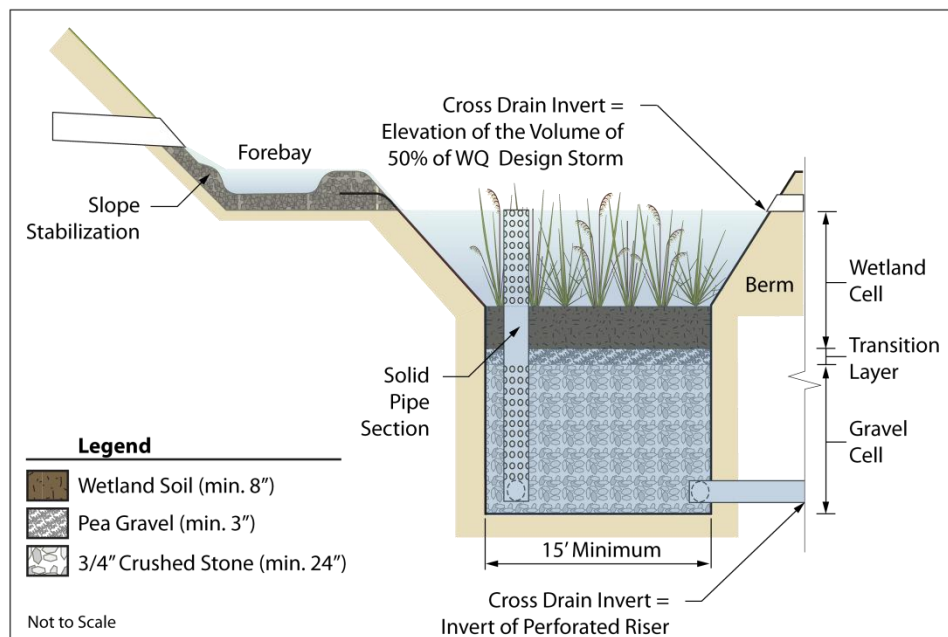 Cross Drain Invert =
Elevation of the Volume of
50% of WQ Design Storm
Forebay
Slope
Stabilization
Berm
Wetland
Cell
Transition
Layer
Solid
Pipe
Section
Gravel
Cell
Legend
Wetland Soil (min. 8”)
Pea Gravel (min. 3”)
3/4” Crushed Stone (min. 24”)
15’ Minimum
Cross Drain Invert =
Invert of Perforated Riser
Not to Scale